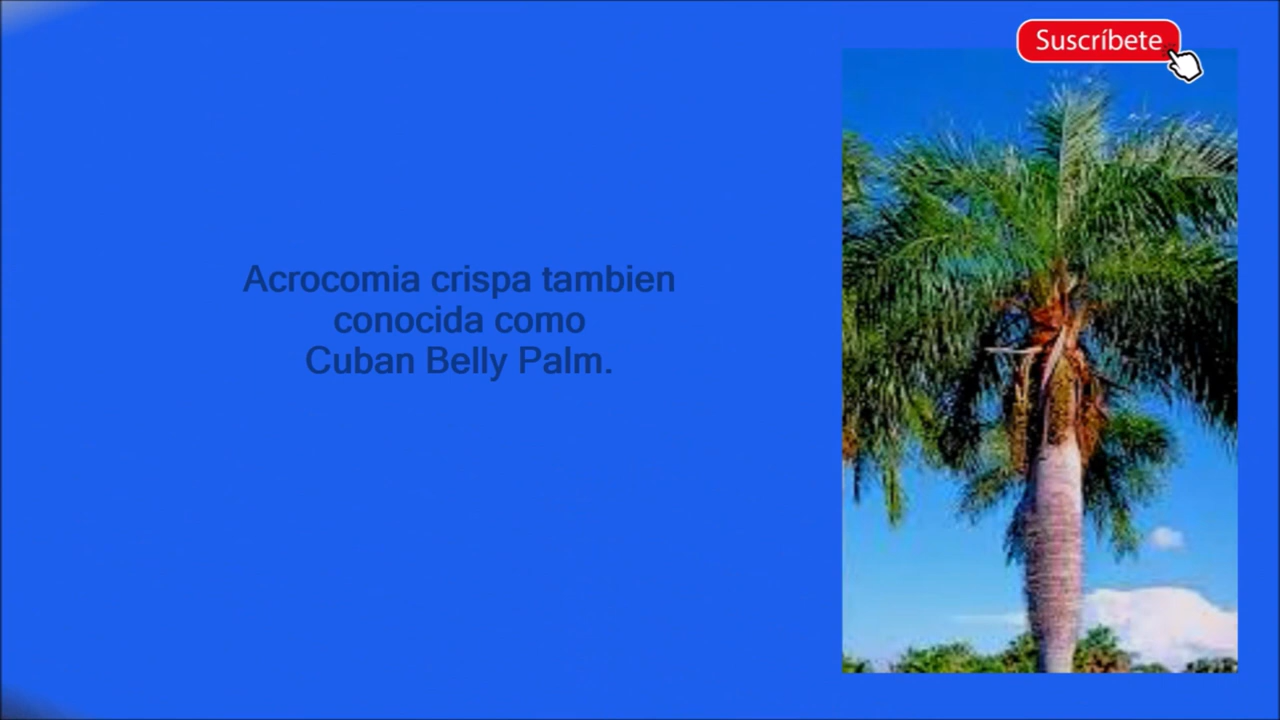 Suscríbete
Acrocomia crispa tambien
conocida como
Cuban Belly Palm.